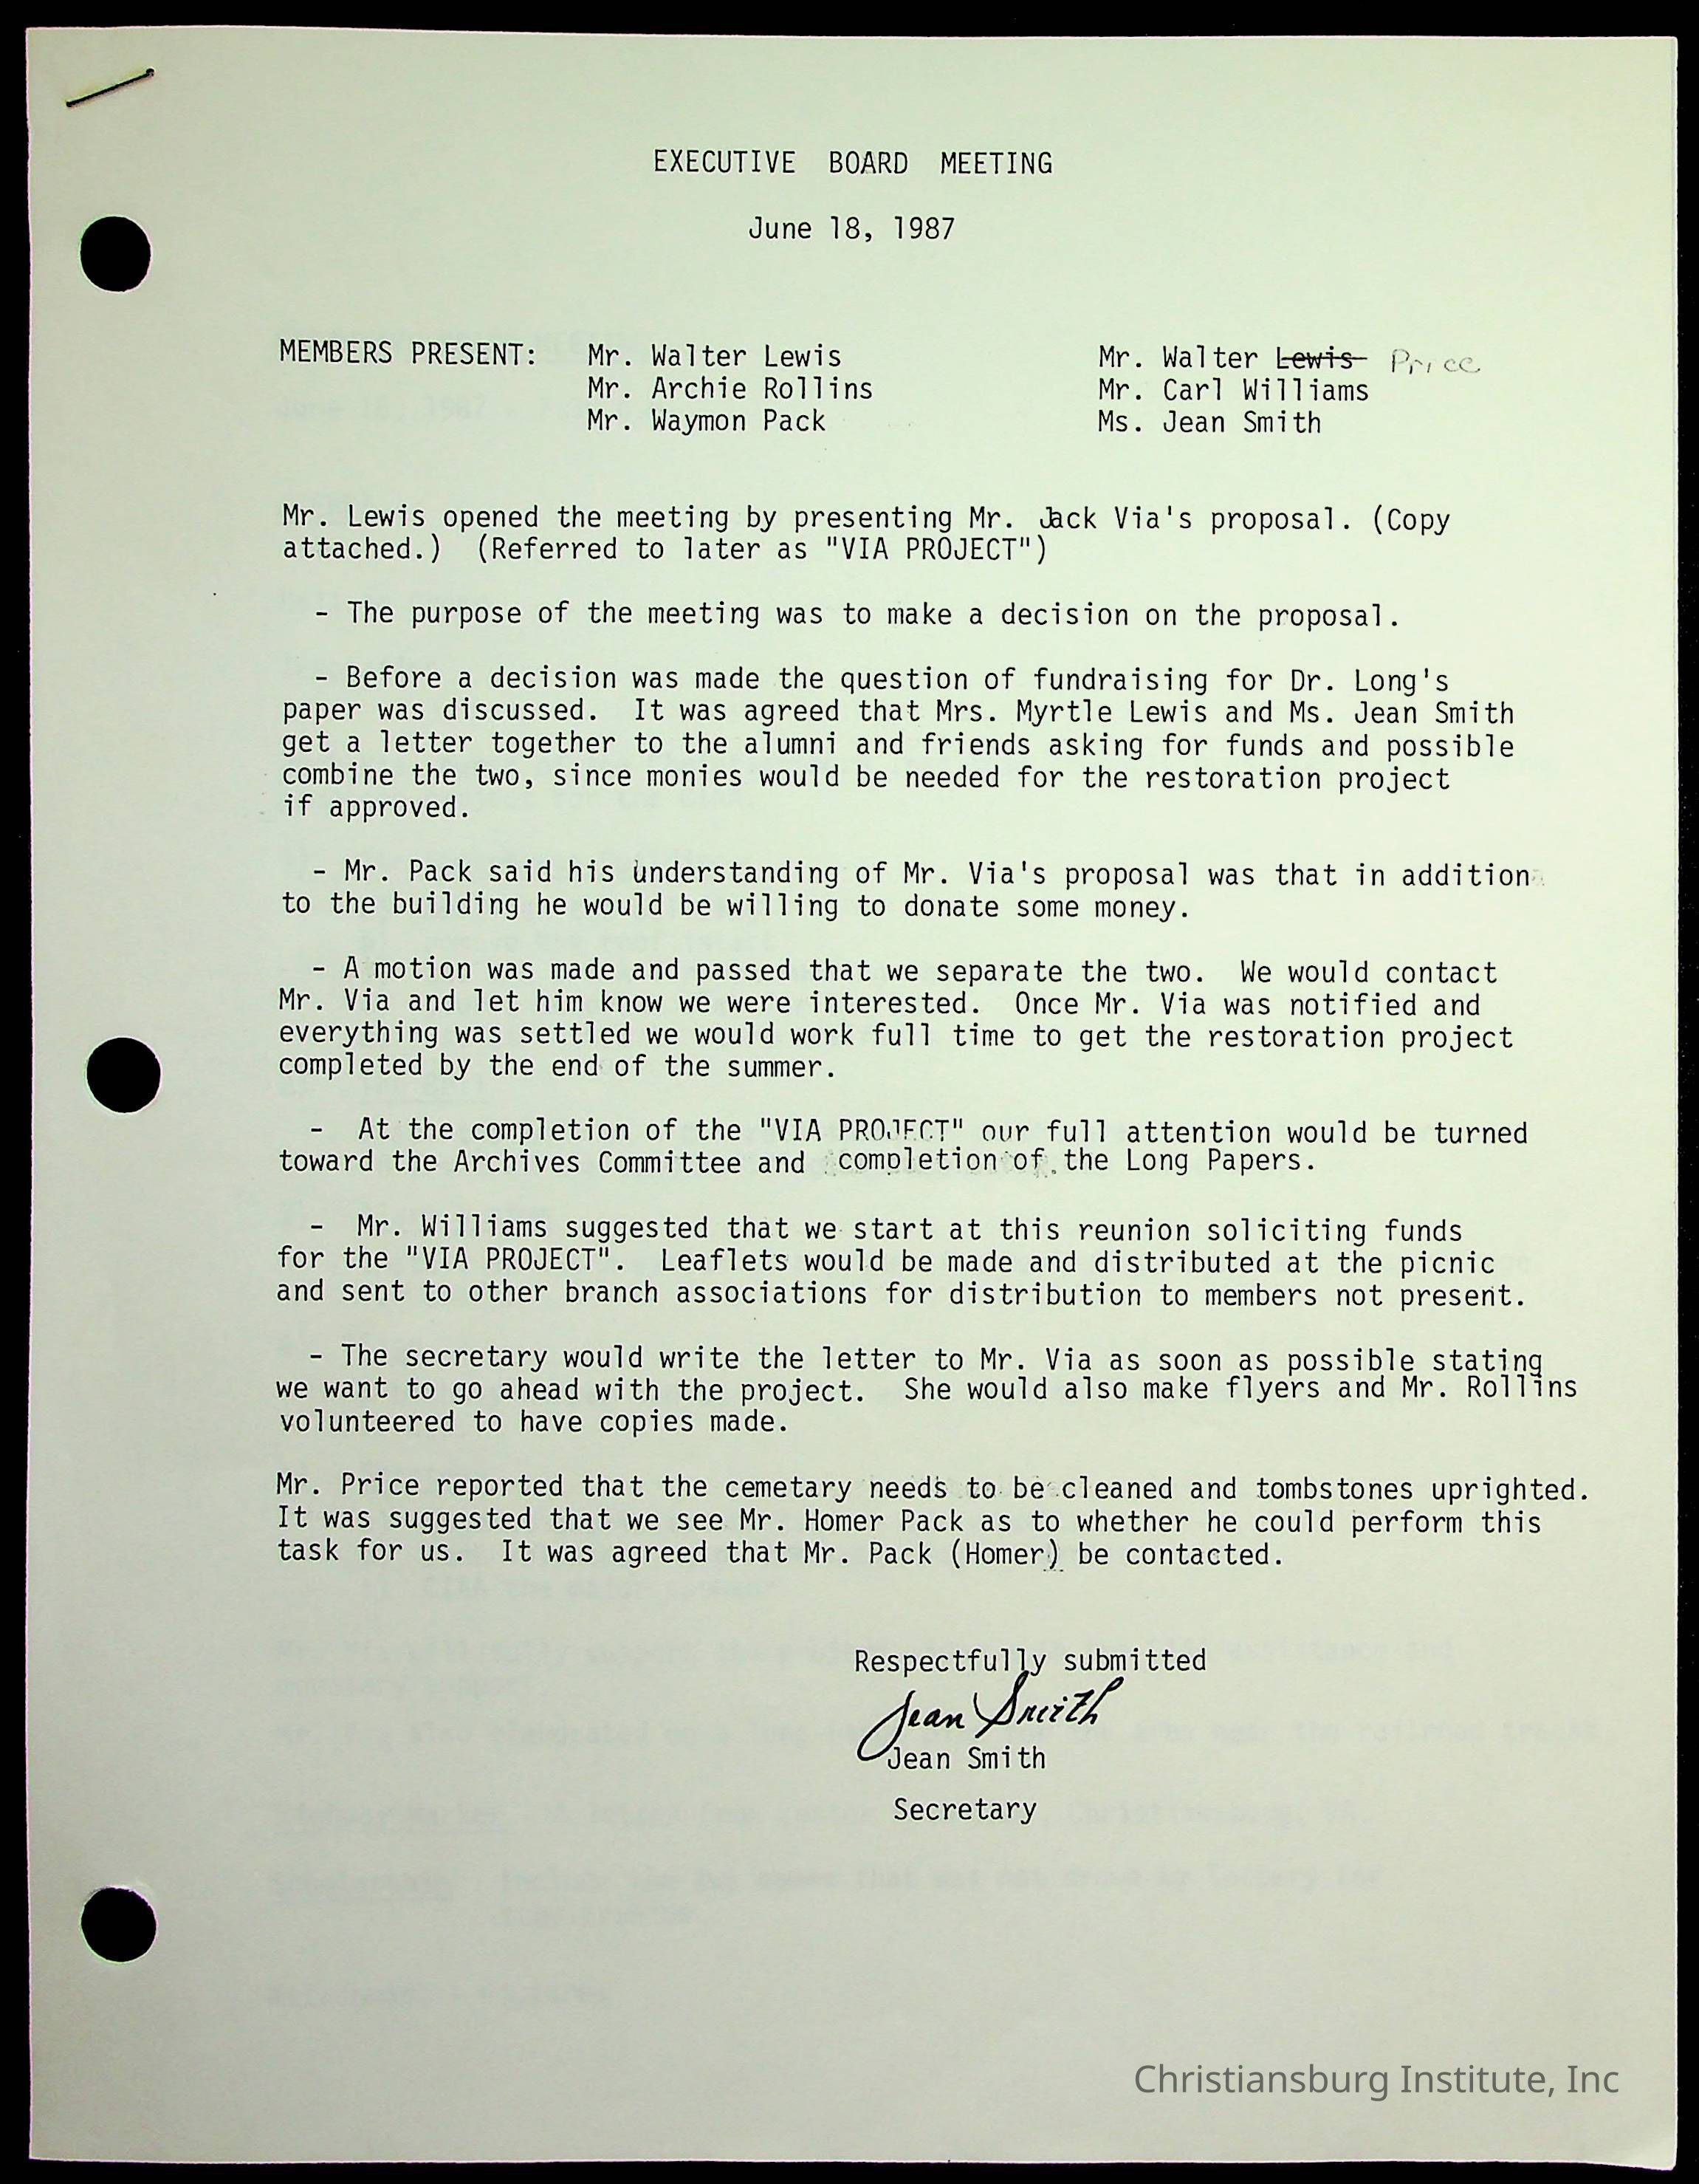 EXECUTIVE BOARD MEETING
June 18, 1987
MEMBERS PRESENT: Mr. Walter Lewis Mr. Walter Lewis Price
Mr. Archie Rollins Mr. Carl Williams
Mr. Waymon Pack Ms. Jean Smith
Mr. Lewis opened the meeting by presenting Mr. Jack Via's proposal. (Copy
attached.) (Referred to later as "VIA PROJECT")
- The purpose of the meeting was to make a decision on the proposal.
- Before a decision was made the question of fundraising for Dr. Long's
paper was discussed. It was agreed that Mrs. Myrtle Lewis and Ms. Jean Smith
get a letter together to the alumni and friends asking for funds and possible
combine the two, since monies would be needed for the restoration project
if approved.
- Mr. Pack said his understanding of Mr. Via's proposal was that in addition
to the building he would be willing to donate some money.
- A motion was made and passed that we separate the two. We would contact
Mr. Via and let him know we were interested. Once Mr. Via was notified and
everything was settled we would work full time to get the restoration project
completed by the end of the summer.
- At the completion of the "VIA PROJECT" our full attention would be turned
toward the Archives Committee and completion of the Long Papers.
- Mr. Williams suggested that we start at this reunion soliciting funds
for the "VIA PROJECT". Leaflets would be made and distributed at the picnic
and sent to other branch associations for distribution to members not present.
- The secretary would write the letter to Mr. Via as soon as possible stating
we want to go ahead with the project. She would also make flyers and Mr. Rollins
volunteered to have copies made.
Mr. Price reported that the cemetary needs to be cleaned and tombstones uprighted.
It was suggested that we see Mr. Homer Pack as to whether he could perform this
task for us. It was agreed that Mr. Pack (Homer) be contacted.
Respectfully submitted
Jean Smith
Jean Smith
Secretary
Christiansburg Institute, Inc